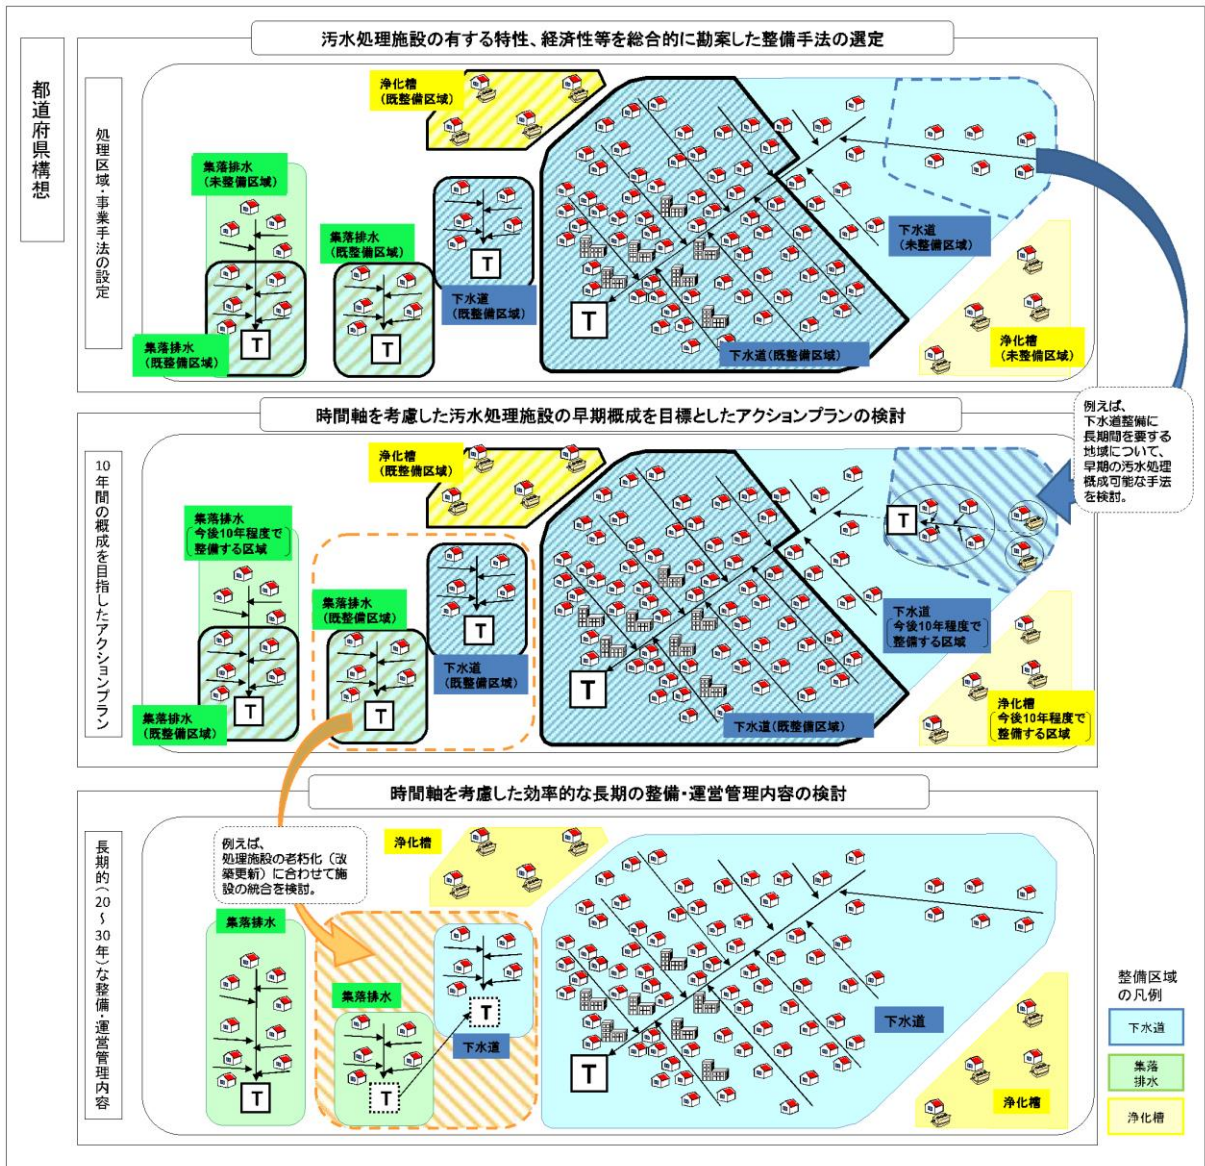 都道府県構想
汚水処理施設の有する特性、経済性等を総合的に勘案した整備手法の選定
処理区域・事業手法の設定
浄化槽
(既整備区域)
集落排水
(未整備区域)
集落排水
(既整備区域)
T
集落排水
(既整備区域)
T
下水道
(既整備区域)
T
T
下水道(既整備区域)
下水道
(未整備区域)
浄化槽
(未整備区域)
例えば、
下水道整備に
長期間を要する
地域について、
早期の汚水処理
概成可能な手法
を検討。
時間軸を考慮した汚水処理施設の早期概成を目標としたアクションプランの検討
10年間の概成を目指したアクションプラン
浄化槽
(既整備区域)
集落排水
今後10年程度で
整備する区域
集落排水
(既整備区域)
T
集落排水
(既整備区域)
T
下水道
(既整備区域)
T
T
下水道(既整備区域)
T
下水道
今後10年程度で
整備する区域
浄化槽
今後10年程度で
整備する区域
時間軸を考慮した効率的な長期の整備・運営管理内容の検討
長期的(20~30年)な整備・運営管理内容
例えば、
処理施設の老朽化(改
築更新)に合わせて施
設の統合を検討。
浄化槽
集落排水
T
集落排水
T
下水道
T
T
下水道
浄化槽
整備区域
の凡例
下水道
集落
排水
浄化槽